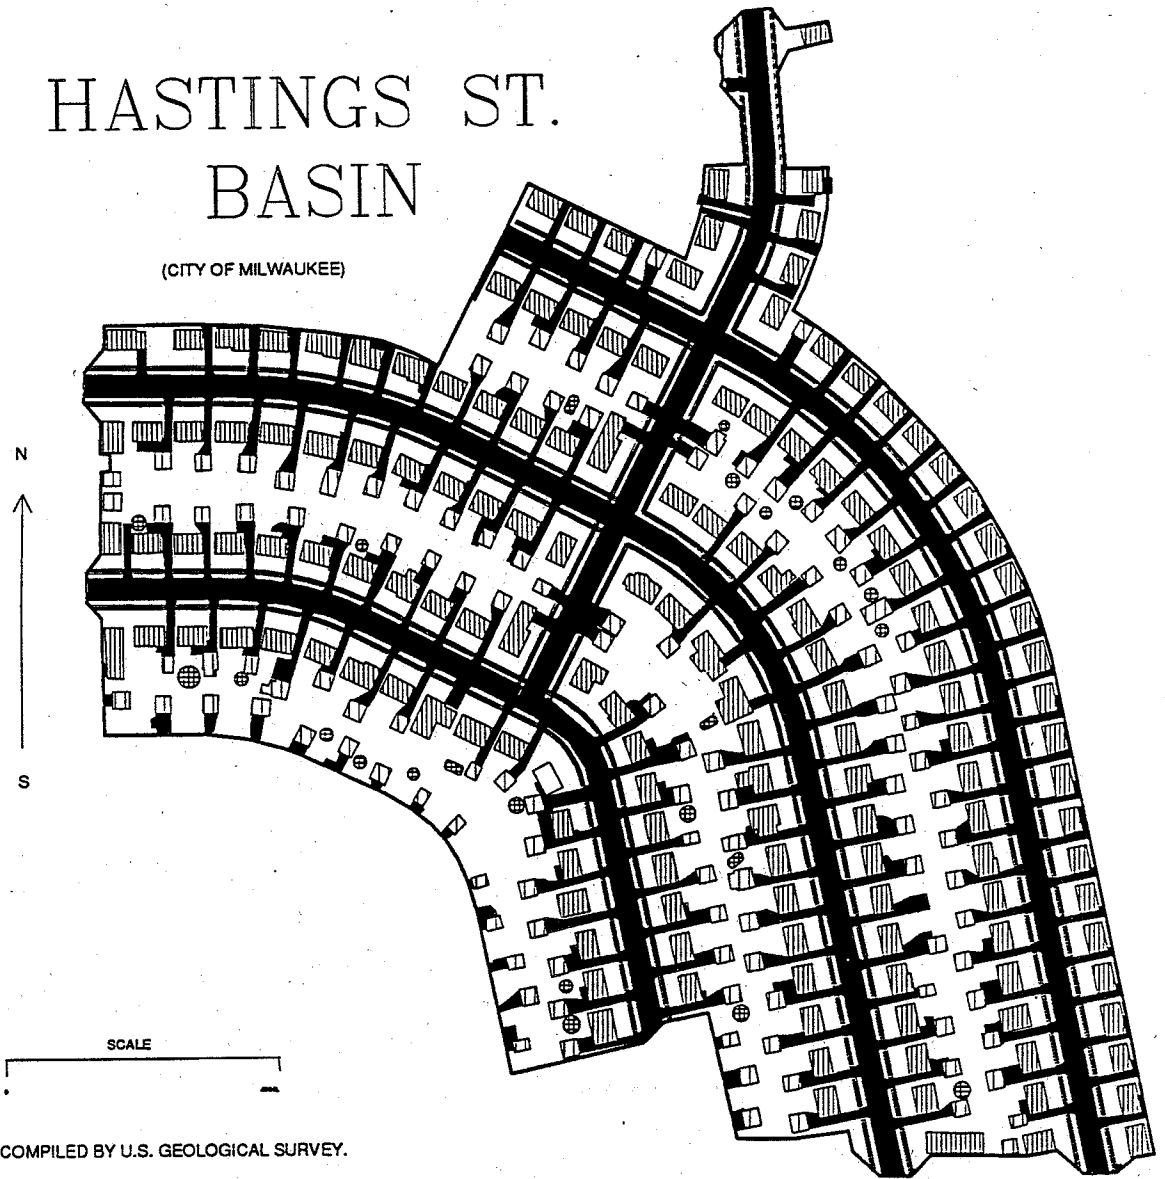 HASTINGS ST.
BASIN
(CITY OF MILWAUKEE)
N
S
SCALE
COMPILED BY U.S. GEOLOGICAL SURVEY.